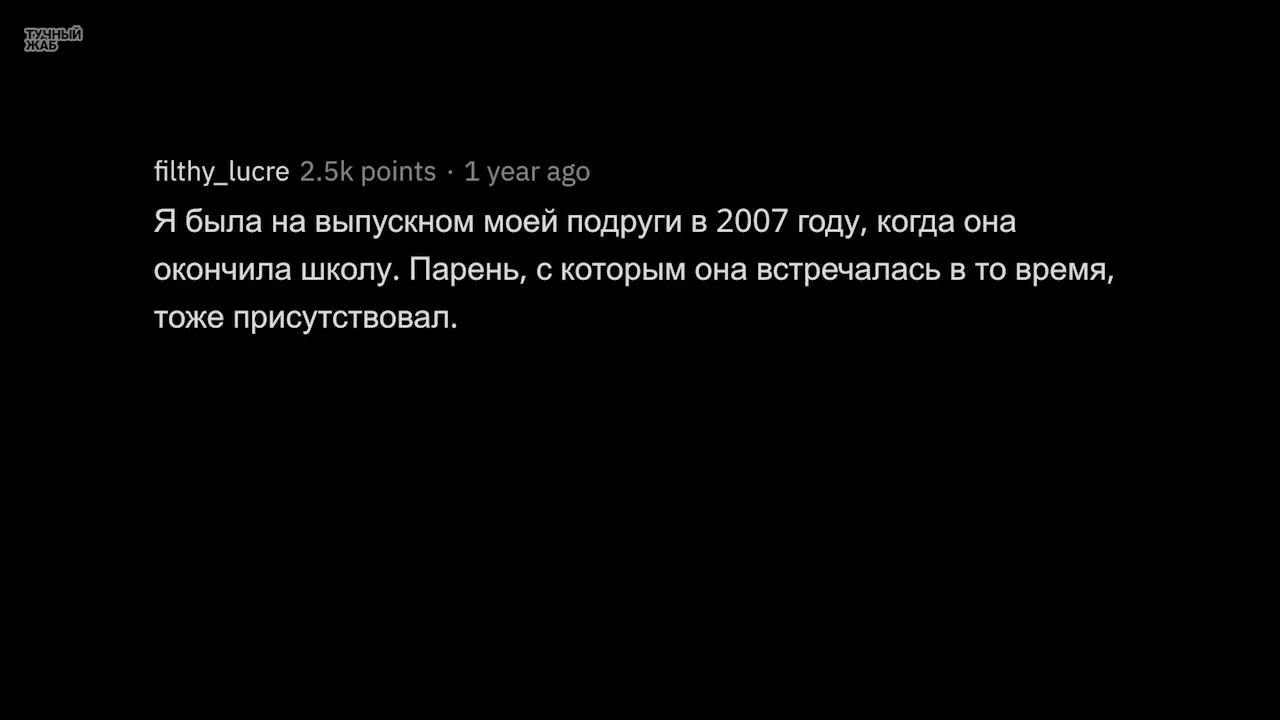 ТУЧНЫЙ
ЖАБ
filthy_lucre 2.5k points · 1 year ago
Я была на выпускном моей подруги в 2007 году, когда она
окончила школу. Парень, с которым она встречалась в то время,
тоже присутствовал.